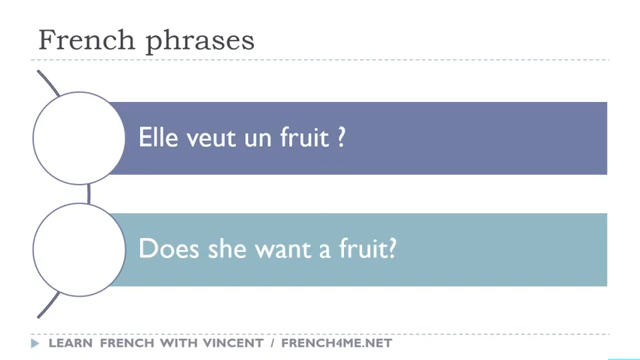 French phrases
Elle veut un fruit ?
Does she want a fruit?
LEARN FRENCH WITH VINCENT / FRENCH4ME.NET